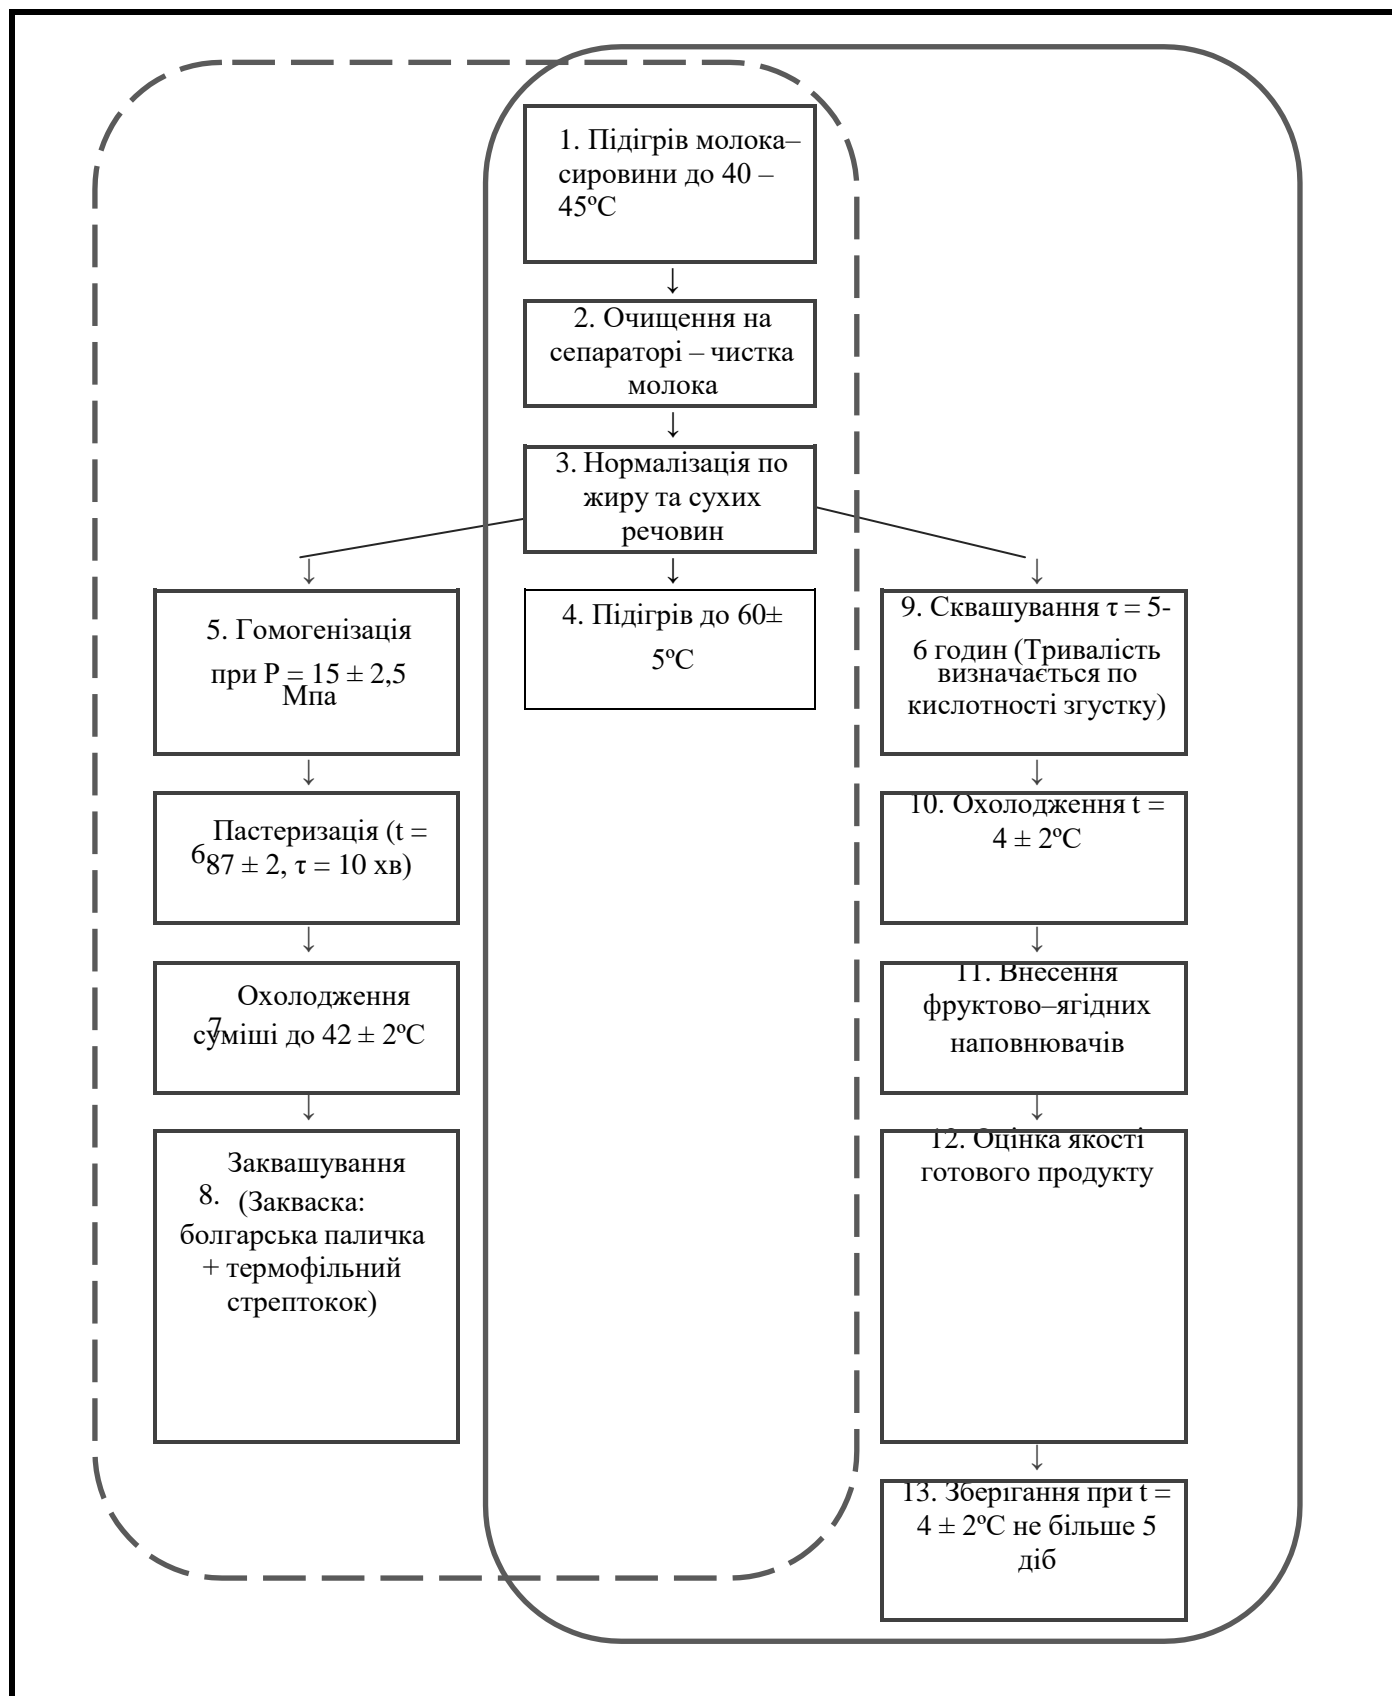 1. Підігрів молока–
сировини до 40 –
45ºС
↓
2. Очищення на
сепараторі – чистка
молока
↓
3. Нормалізація по
жиру та сухих
речовин
↓
↓
↓
4. Підігрів до 60±
5ºС
5. Гомогенізація
при Р = 15 ± 2,5
Мпа
↓
6 Пастеризація (t =
87 ± 2, τ = 10 хв)
↓
7 Охолодження
суміші до 42 ± 2ºС
↓
8. Заквашування
(Закваска:
болгарська паличка
+ термофільний
стрептокок)
9. Сквашування τ = 5-
6 годин (Тривалість
визначається по
кислотності згустку)
↓
10. Охолодження t =
4 ± 2ºС
↓
11. Внесення
фруктово–ягідних
наповнювачів
↓
12. Оцінка якості
готового продукту
↓
13. Зберігання при t =
4 ± 2ºС не більше 5
діб